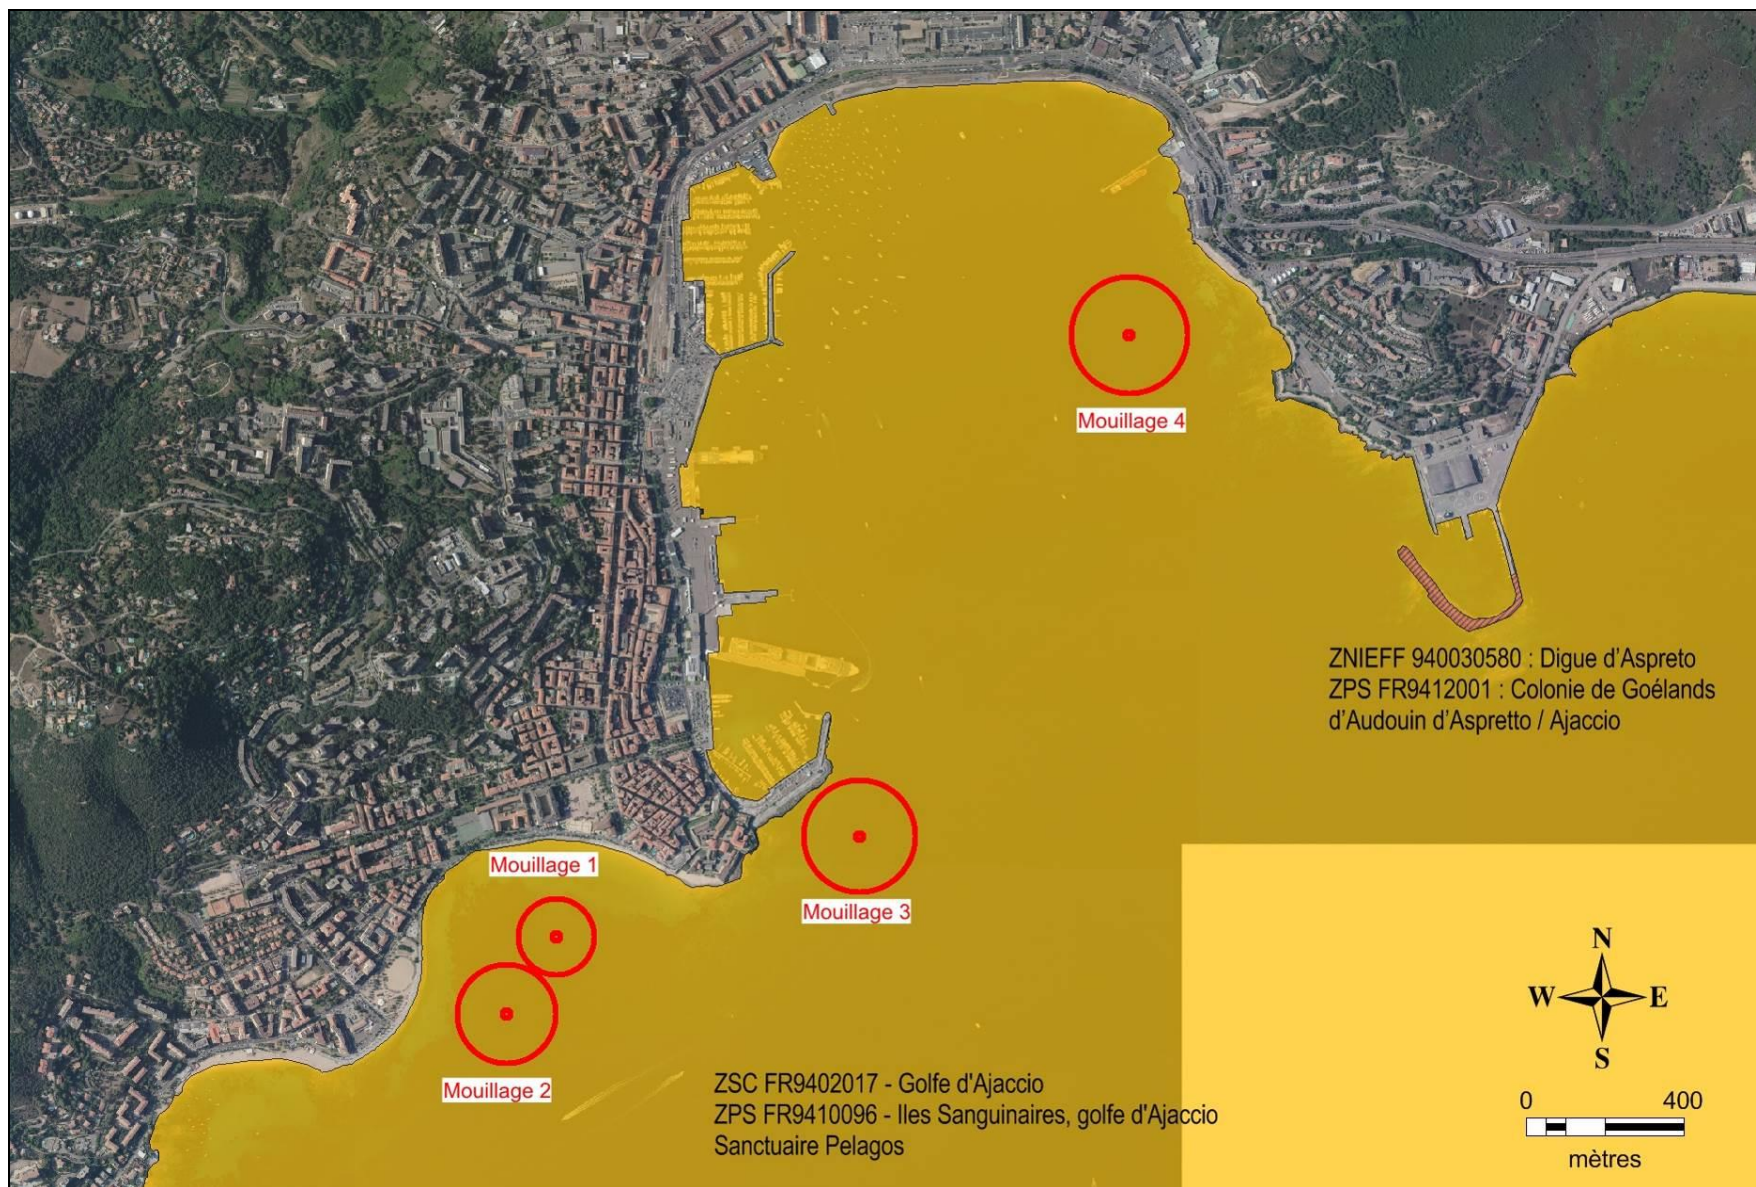 Mouillage 4
ZNIEFF 940030580 : Digue d'Aspreto
ZPS FR9412001 : Colonie de Goélands
d'Audouin d'Aspretto / Ajaccio
Mouillage 1
Mouillage 3
Mouillage 2
ZSC FR9402017 - Golfe d'Ajaccio
ZPS FR9410096 - Iles Sanguinaires, golfe d'Ajaccio
Sanctuaire Pelagos
N
W E
S
0 400
mètres